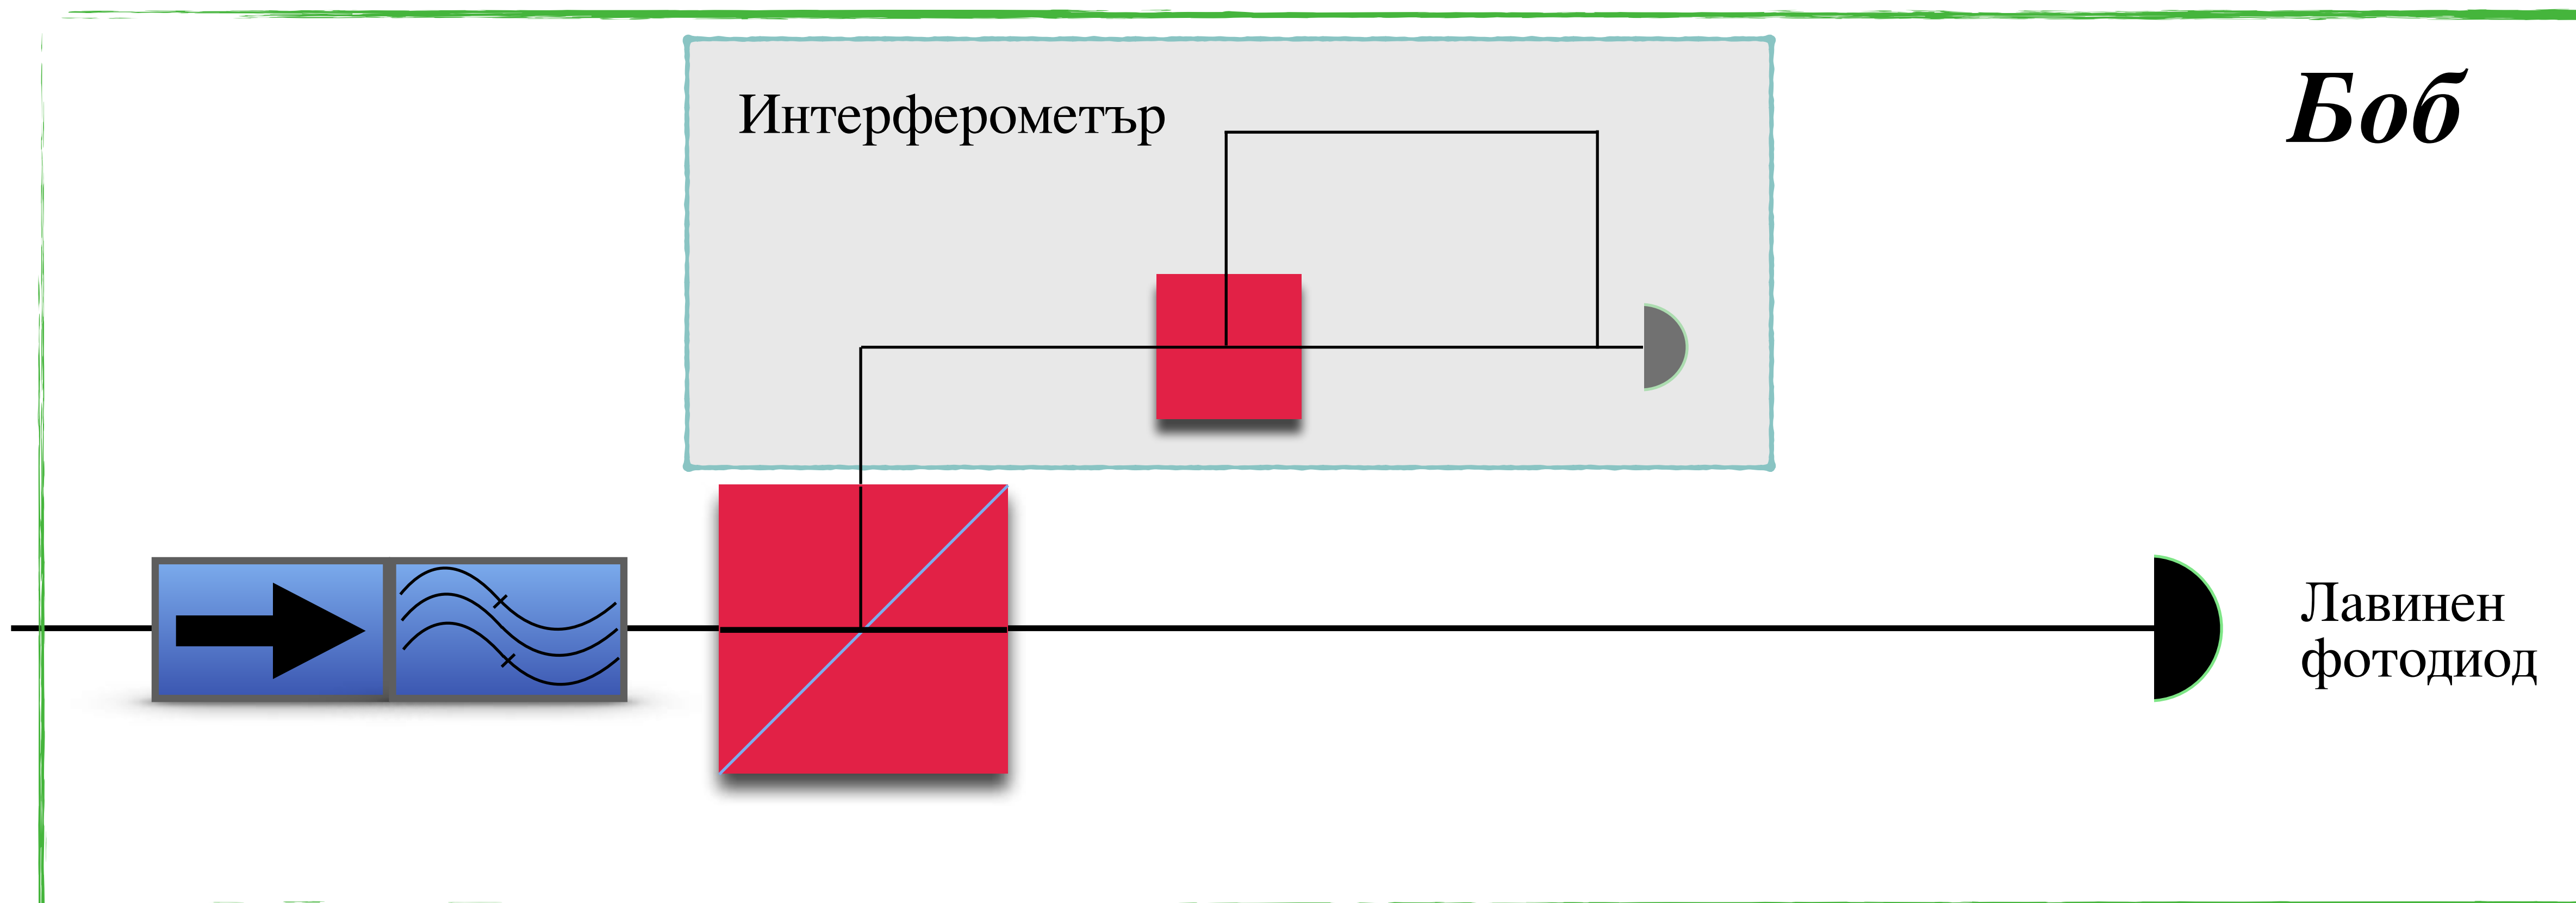 Интерферометър
Боб
Лавинен
фотодиод